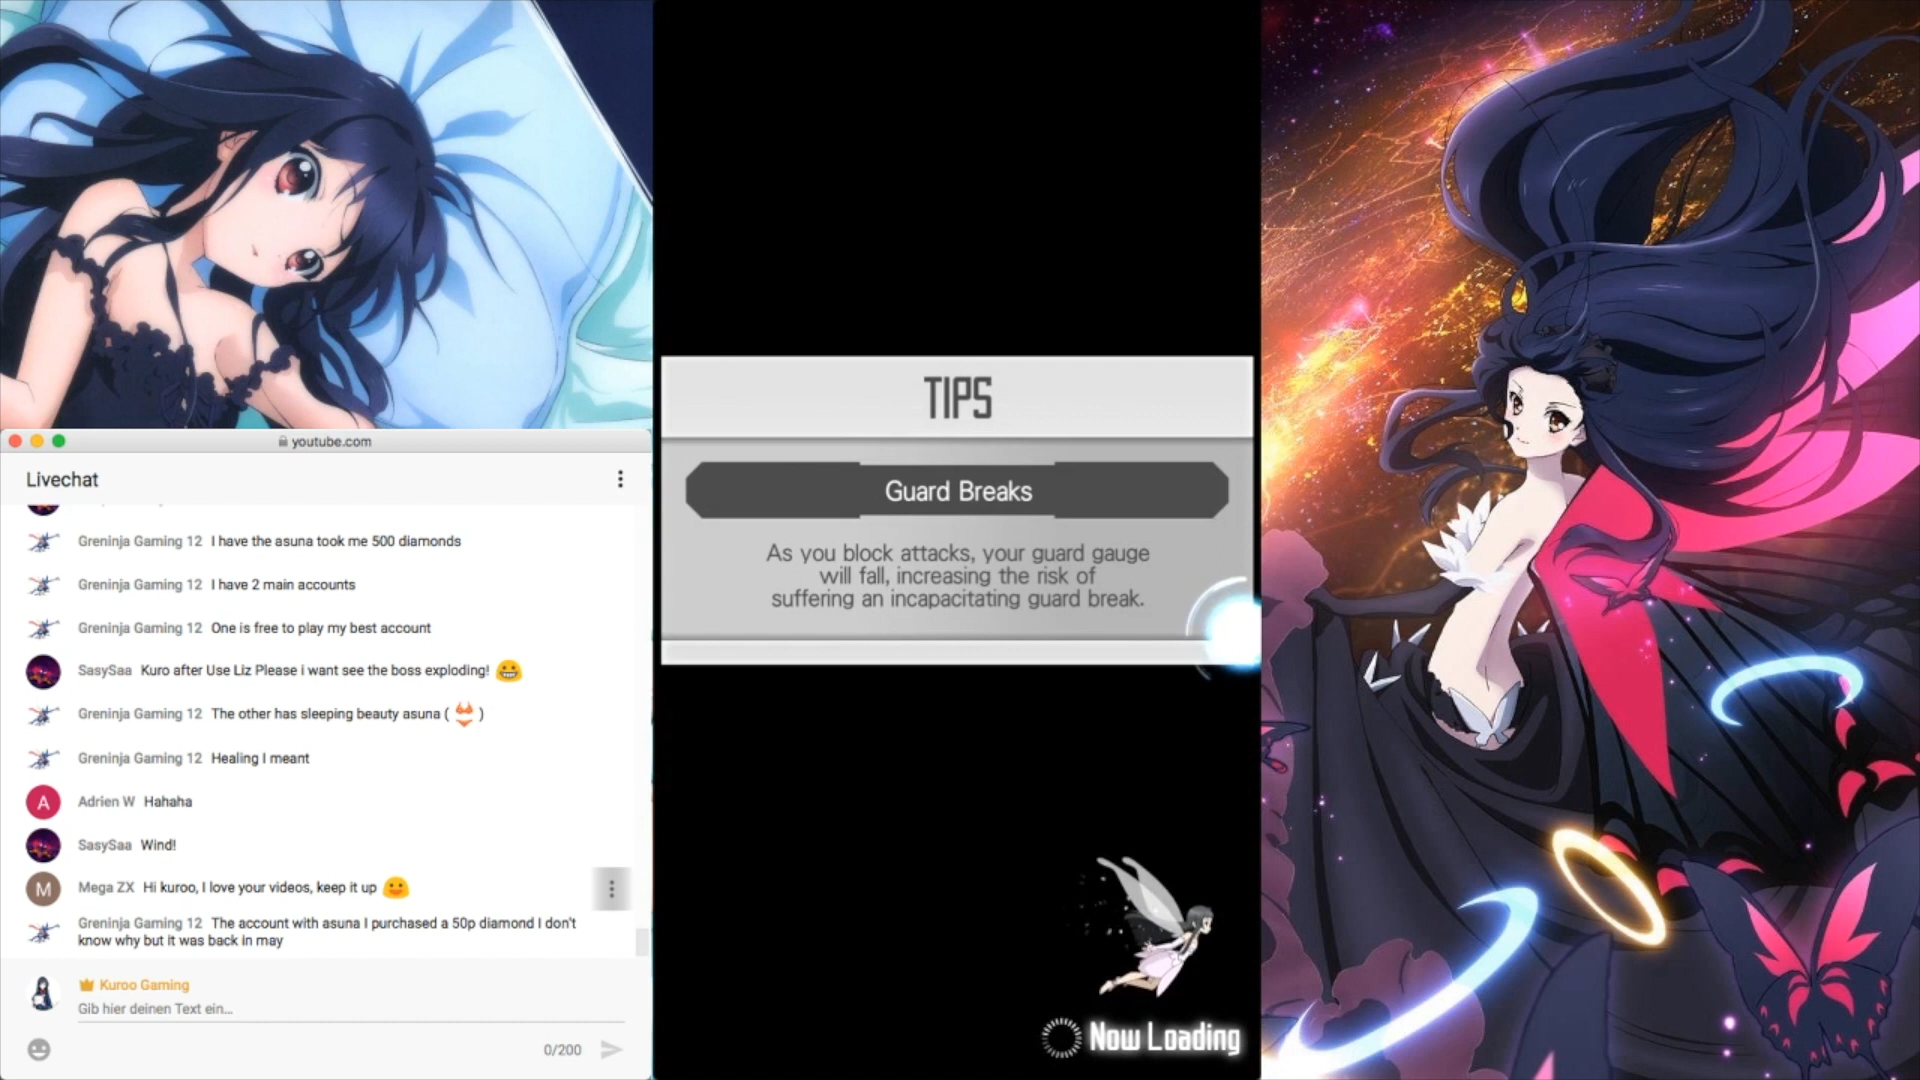 youtube.com
Livechat
Greninja Gaming 12 I have the asuna took me 500 diamonds
Greninja Gaming 12 I have 2 main accounts
Greninja Gaming 12 One is free to play my best account
SasySaa Kuro after Use Liz Please i want see the boss exploding! 😁
Greninja Gaming 12 The other has sleeping beauty asuna ( 👙 )
Greninja Gaming 12 Healing I meant
A Adrien W Hahaha
SasySaa Wind!
M Mega ZX Hi kuroo, I love your videos, keep it up 😀
Greninja Gaming 12 The account with asuna I purchased a 50p diamond I don't
know why but it was back in may
Kuroo Gaming
Gib hier deinen Text ein...
0/200
TIPS
Guard Breaks
As you block attacks, your guard gauge
will fall, increasing the risk of
suffering an incapacitating guard break.
Now Loading